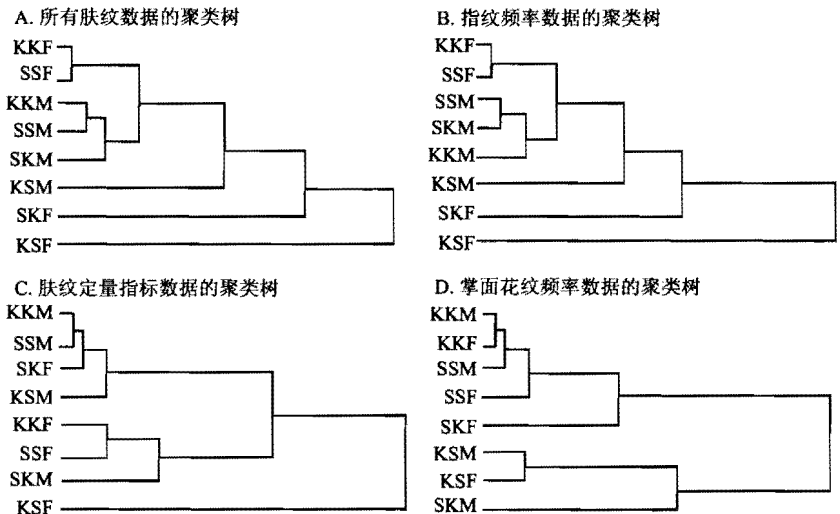 A. 所有肤纹数据的聚类树
KKF
SSF
KKM
SSM
SKM
KSM
SKF
KSF
B. 指纹频率数据的聚类树
KKF
SSF
SSM
SKM
KKM
KSM
SKF
KSF
C. 肤纹定量指标数据的聚类树
KKM
SSM
SKF
KSM
KKF
SSF
SKM
KSF
D. 掌面花纹频率数据的聚类树
KKM
KKF
SSM
SSF
SKF
KSM
KSF
SKM